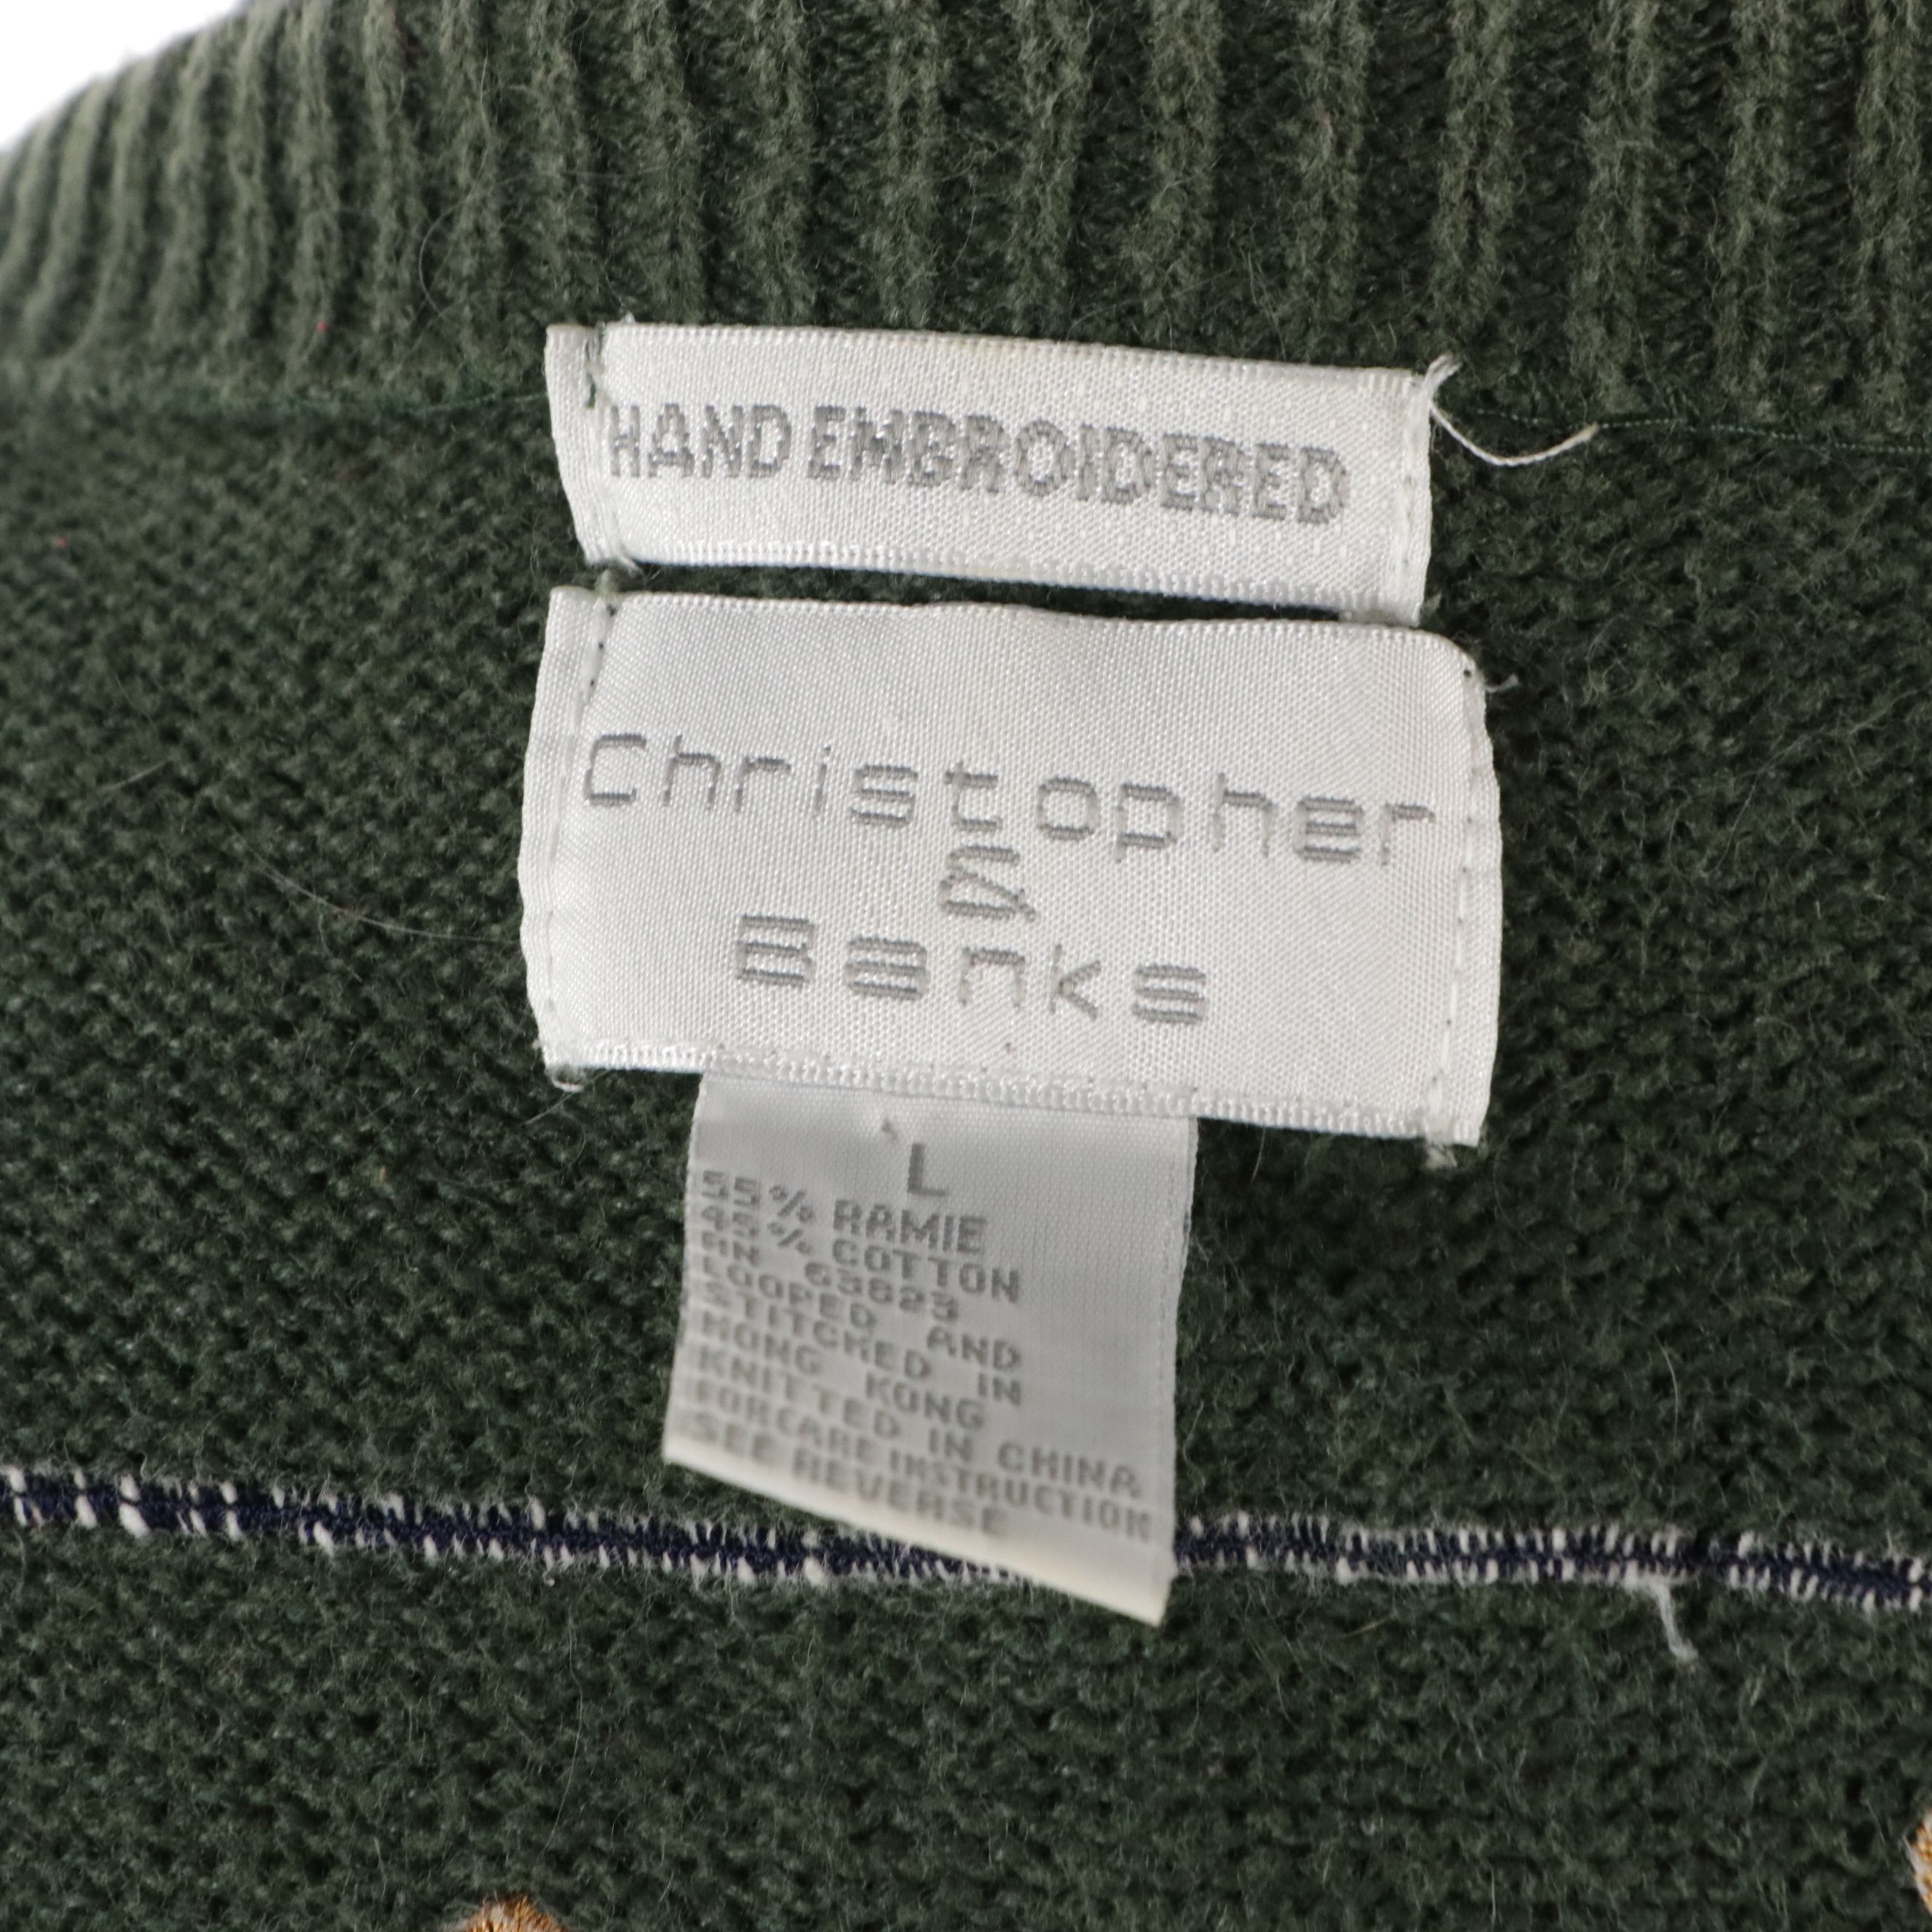 HAND EMBROIDERED
Christopher
&
Banks
L
55% RAMIE
45% COTTON
RN 63823
LOOPED AND
STITCHED IN
HONG KONG
KNITTED IN CHINA
FOR CARE INSTRUCTION
SEE REVERSE